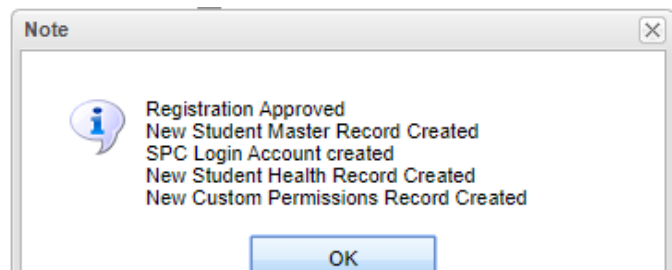 Note
Registration Approved
New Student Master Record Created
SPC Login Account created
New Student Health Record Created
New Custom Permissions Record Created
OK